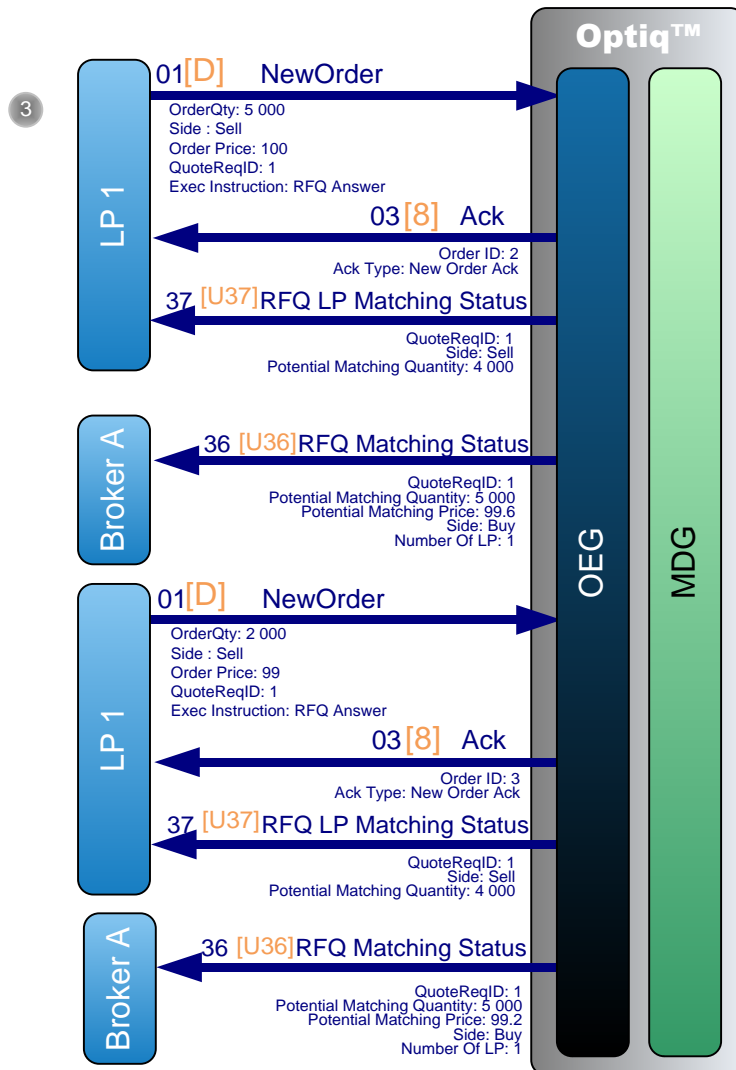 Optiq™
3
LP 1
01[D] NewOrder
OrderQty: 5 000
Side : Sell
Order Price: 100
QuoteReqID: 1
Exec Instruction: RFQ Answer
03[8] Ack
Order ID: 2
Ack Type: New Order Ack
37 [U37]RFQ LP Matching Status
QuoteReqID: 1
Side: Sell
Potential Matching Quantity: 4 000
Broker A
36 [U36]RFQ Matching Status
QuoteReqID: 1
Potential Matching Quantity: 5 000
Potential Matching Price: 99.6
Side: Buy
Number Of LP: 1
OEG
MDG
LP 1
01[D] NewOrder
OrderQty: 2 000
Side : Sell
Order Price: 99
QuoteReqID: 1
Exec Instruction: RFQ Answer
03[8] Ack
Order ID: 3
Ack Type: New Order Ack
37 [U37]RFQ LP Matching Status
QuoteReqID: 1
Side: Sell
Potential Matching Quantity: 4 000
Broker A
36 [U36]RFQ Matching Status
QuoteReqID: 1
Potential Matching Quantity: 5 000
Potential Matching Price: 99.2
Side: Buy
Number Of LP: 1